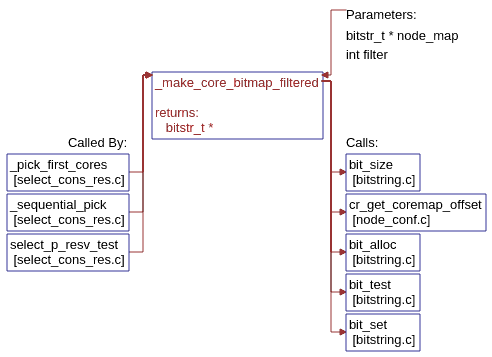 Parameters:
bitstr_t * node_map
int filter
_make_core_bitmap_filtered
returns:
bitstr_t *
Called By:
_pick_first_cores
[select_cons_res.c]
_sequential_pick
[select_cons_res.c]
select_p_resv_test
[select_cons_res.c]
Calls:
bit_size
[bitstring.c]
cr_get_coremap_offset
[node_conf.c]
bit_alloc
[bitstring.c]
bit_test
[bitstring.c]
bit_set
[bitstring.c]